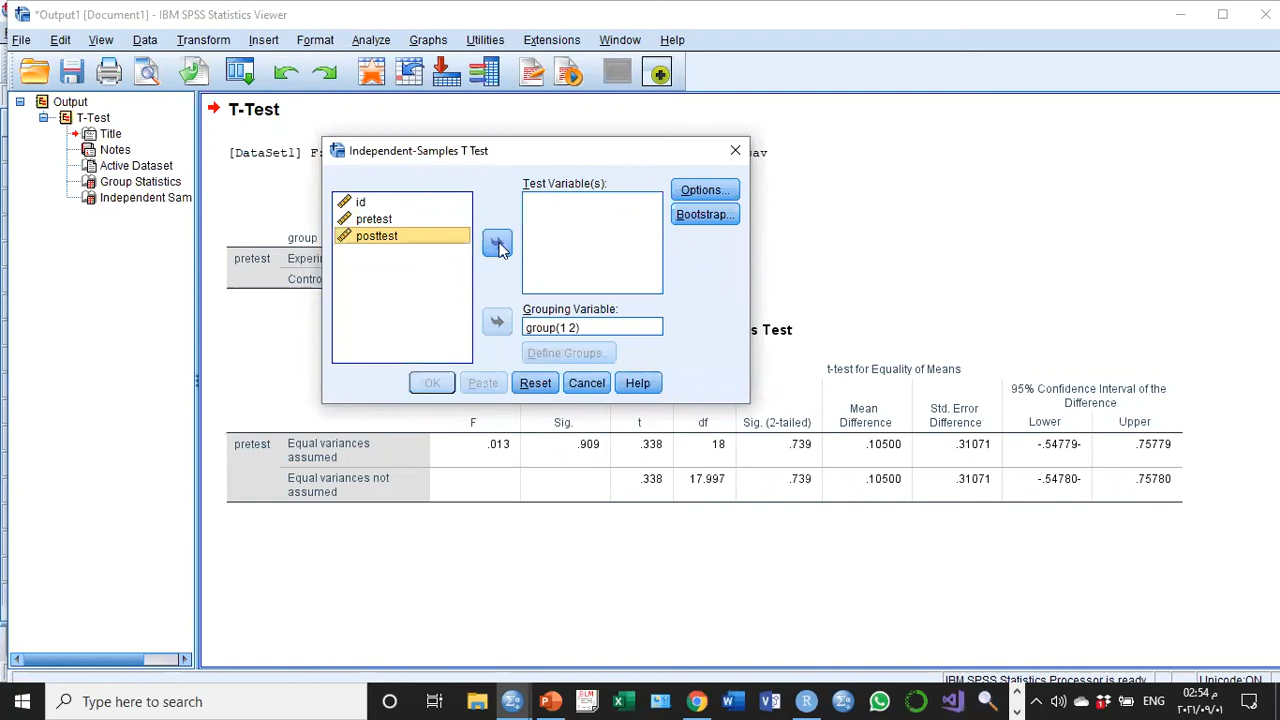 *Output1 [Document1] - IBM SPSS Statistics Viewer
File Edit View Data Transform Insert Format Analyze Graphs Utilities Extensions Window Help
Output
T-Test
Title
Notes
Active Dataset
Group Statistics
Independent Sam
T-Test
[DataSet1] F:
av
group
pretest Experi
Contro
Independent-Samples T Test
id
pretest
posttest
Test Variable(s):
Options...
Bootstrap...
Grouping Variable:
group(1 2)
Define Groups...
OK Paste Reset Cancel Help
s Test
t-test for Equality of Means
95% Confidence Interval of the
Difference
Mean
Difference
Std. Error
Difference
F Sig. t df Sig. (2-tailed) Lower Upper
pretest Equal variances
assumed
.013 .909 .338 18 .739 .10500 .31071 -.54779- .75779
Equal variances not
assumed
.338 17.997 .739 .10500 .31071 -.54780- .75780
IBM SPSS Statistics Processor is ready
Unicode:ON
Type here to search
ENG
02:54 م
٢٠٢١/٠٩/٠١